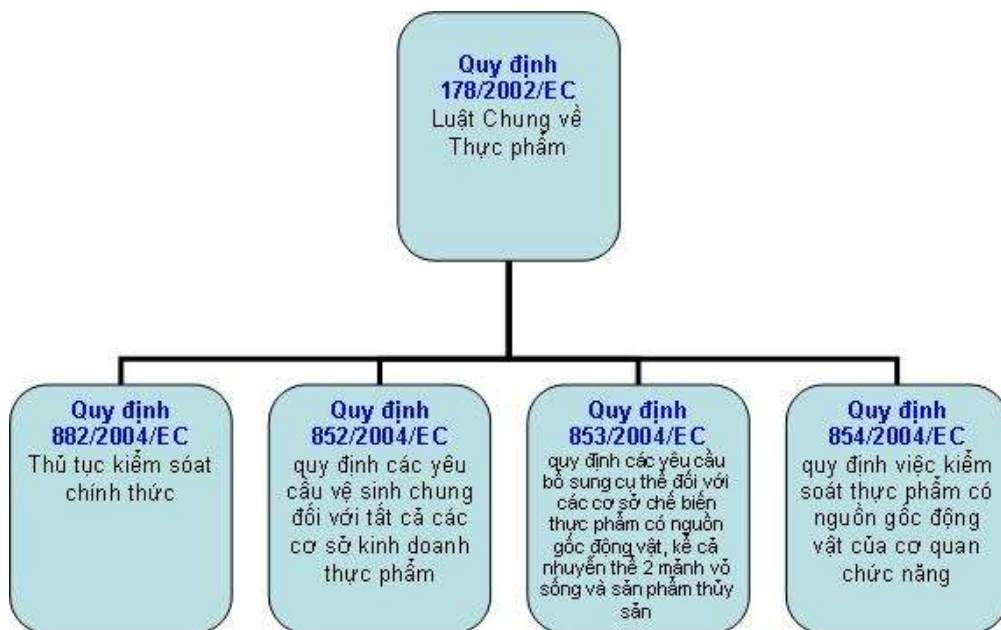 Quy định
178/2002/EC
Luật Chung về
Thực phẩm
Quy định
882/2004/EC
Thủ tục kiểm sóat
chính thức
Quy định
852/2004/EC
quy định các yêu
cầu vệ sinh chung
đối với tất cả các
cơ sở kinh doanh
thực phẩm
Quy định
853/2004/EC
quy định các yêu cầu
bổ sung cụ thể đối với
các cơ sở chế biến
thực phẩm có nguồn
gốc động vật, kể cả
nhuyễn thể 2 mảnh vỏ
sống và sản phẩm thủy
sản
Quy định
854/2004/EC
quy định việc kiểm
soát thực phẩm có
nguồn gốc động
vật của cơ quan
chức năng